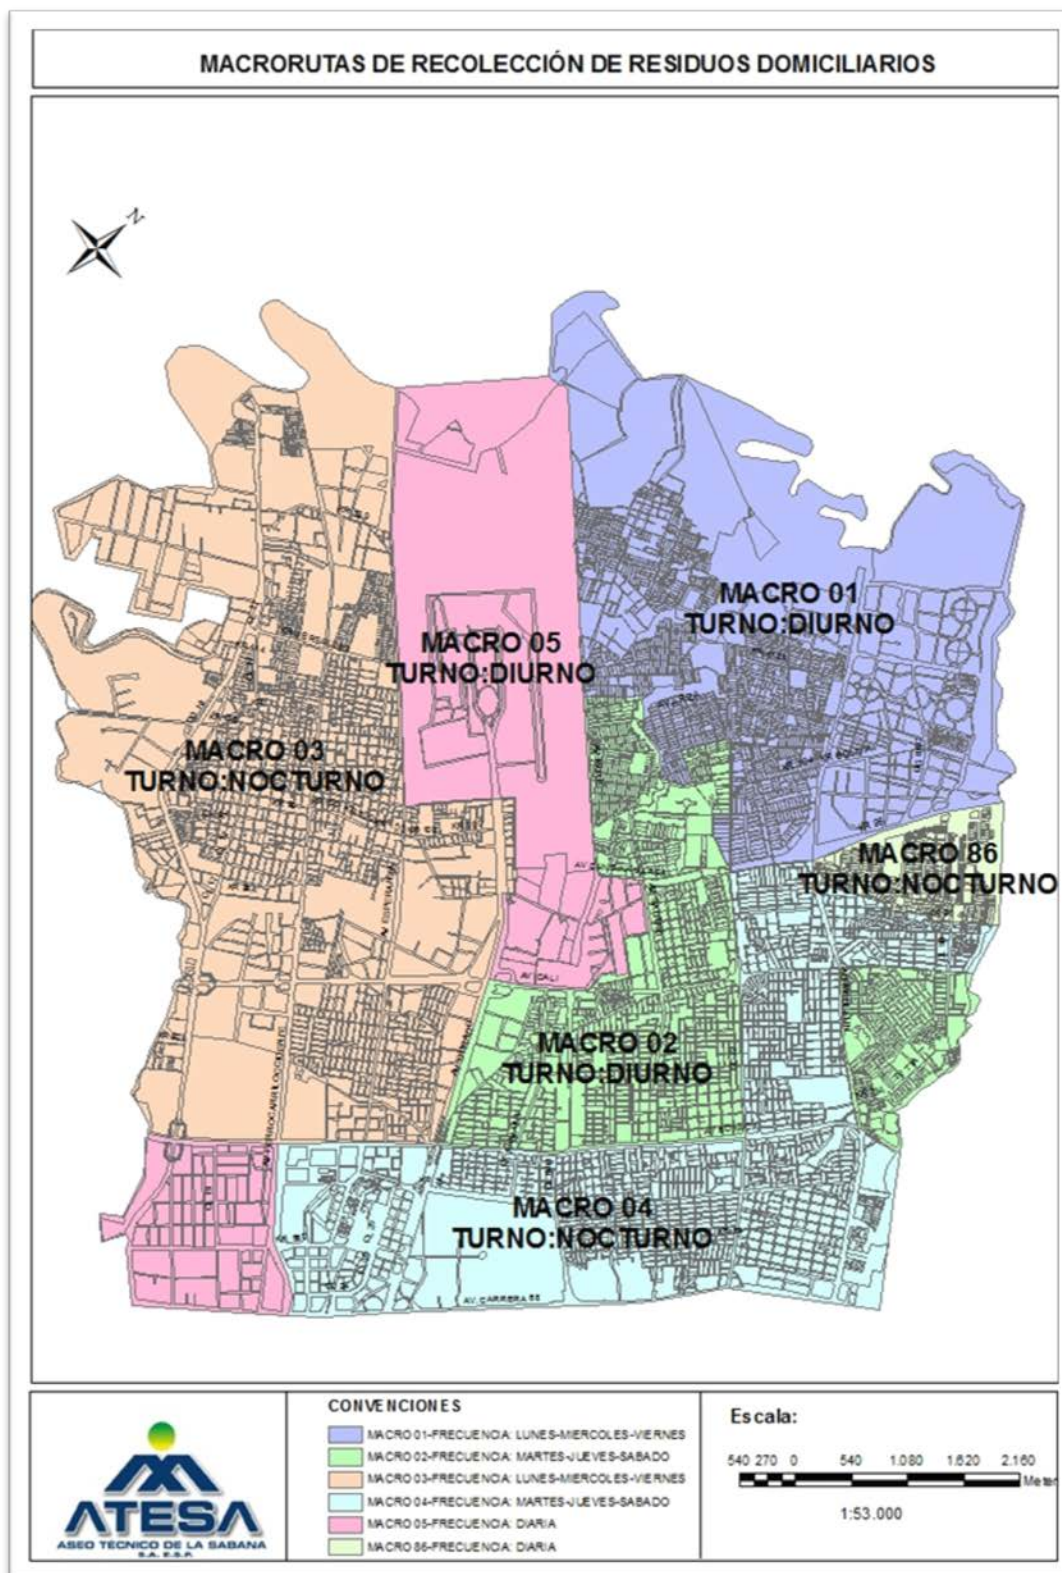 MACRORUTAS DE RECOLECCIÓN DE RESIDUOS DOMICILIARIOS
N
MACRO 01
TURNO:DIURNO
MACRO 05
TURNO:DIURNO
MACRO 03
TURNO:NOCTURNO
MACRO 86
TURNO:NOCTURNO
AV. CALI
MACRO 02
TURNO:DIURNO
MACRO 04
TURNO:NOCTURNO
AV. CARRERA 68
CONVENCIONES
MACRO 01-FRECUENCIA: LUNES-MIERCOLES-VIERNES
MACRO 02-FRECUENCIA: MARTES-JUEVES-SABADO
MACRO 03-FRECUENCIA: LUNES-MIERCOLES-VIERNES
MACRO 04-FRECUENCIA: MARTES-JUEVES-SABADO
MACRO 05-FRECUENCIA: DIARIA
MACRO 86-FRECUENCIA: DIARIA
Escala:
540 270 0 540 1.080 1.620 2.160
Meter
1:53.000
ATESA
ASEO TECNICO DE LA SABANA
S.A. E.S.P.